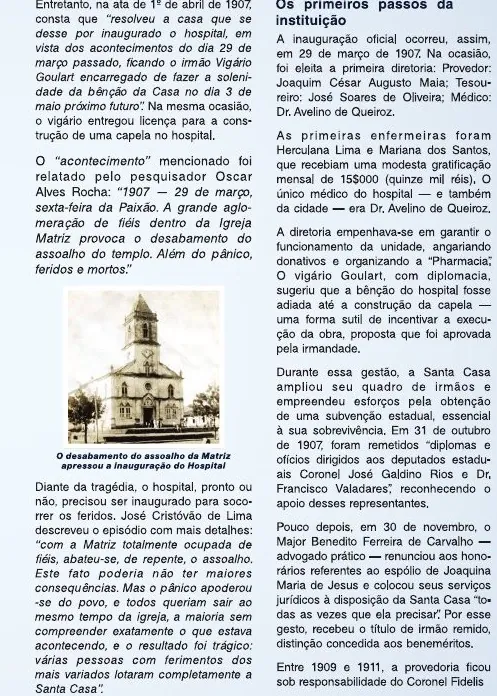 Entretanto, na ata de 1º de abril de 1907,
consta que “resolveu a casa que se
desse por inaugurado o hospital, em
vista dos acontecimentos do dia 29 de
março passado, ficando o irmão Vigário
Goulart encarregado de fazer a soleni-
dade da bênção da Casa no dia 3 de
maio próximo futuro”. Na mesma ocasião,
o vigário entregou licença para a cons-
trução de uma capela no hospital.
O “acontecimento” mencionado foi
relatado pelo pesquisador Oscar
Alves Rocha: “1907 — 29 de março,
sexta-feira da Paixão. A grande aglo-
meração de fiéis dentro da Igreja
Matriz provoca o desabamento do
assoalho do templo. Além do pânico,
feridos e mortos.”
O desabamento do assoalho da Matriz
apressou a inauguração do Hospital
Diante da tragédia, o hospital, pronto ou
não, precisou ser inaugurado para soco-
rrer os feridos. José Cristóvão de Lima
descreveu o episódio com mais detalhes:
“com a Matriz totalmente ocupada de
fiéis, abateu-se, de repente, o assoalho.
Este fato poderia não ter maiores
consequências. Mas o pânico apoderou
-se do povo, e todos queriam sair ao
mesmo tempo da igreja, a maioria sem
compreender exatamente o que estava
acontecendo, e o resultado foi trágico:
várias pessoas com ferimentos dos
mais variados lotaram completamente a
Santa Casa”.
Os primeiros passos da
instituição
A inauguração oficial ocorreu, assim,
em 29 de março de 1907. Na ocasião,
foi eleita a primeira diretoria: Provedor:
Joaquim César Augusto Maia; Tesou-
reiro: José Soares de Oliveira; Médico:
Dr. Avelino de Queiroz.
As primeiras enfermeiras foram
Herculana Lima e Mariana dos Santos,
que recebiam uma modesta gratificação
mensal de 15$000 (quinze mil réis). O
único médico do hospital — e também
da cidade — era Dr. Avelino de Queiroz.
A diretoria empenhava-se em garantir o
funcionamento da unidade, angariando
donativos e organizando a “Pharmacia”.
O vigário Goulart, com diplomacia,
sugeriu que a bênção do hospital fosse
adiada até a construção da capela —
uma forma sutil de incentivar a execu-
ção da obra, proposta que foi aprovada
pela irmandade.
Durante essa gestão, a Santa Casa
ampliou seu quadro de irmãos e
empreendeu esforços pela obtenção
de uma subvenção estadual, essencial
à sua sobrevivência. Em 31 de outubro
de 1907, foram remetidos “diplomas e
ofícios dirigidos aos deputados estadu-
ais Coronel José Galdino Rios e Dr.
Francisco Valadares”, reconhecendo o
apoio desses representantes.
Pouco depois, em 30 de novembro, o
Major Benedito Ferreira de Carvalho —
advogado prático — renunciou aos hono-
rários referentes ao espólio de Joaquina
Maria de Jesus e colocou seus serviços
jurídicos à disposição da Santa Casa “to-
das as vezes que ela precisar”. Por esse
gesto, recebeu o título de irmão remido,
distinção concedida aos beneméritos.
Entre 1909 e 1911, a provedoria ficou
sob responsabilidade do Coronel Fidelis